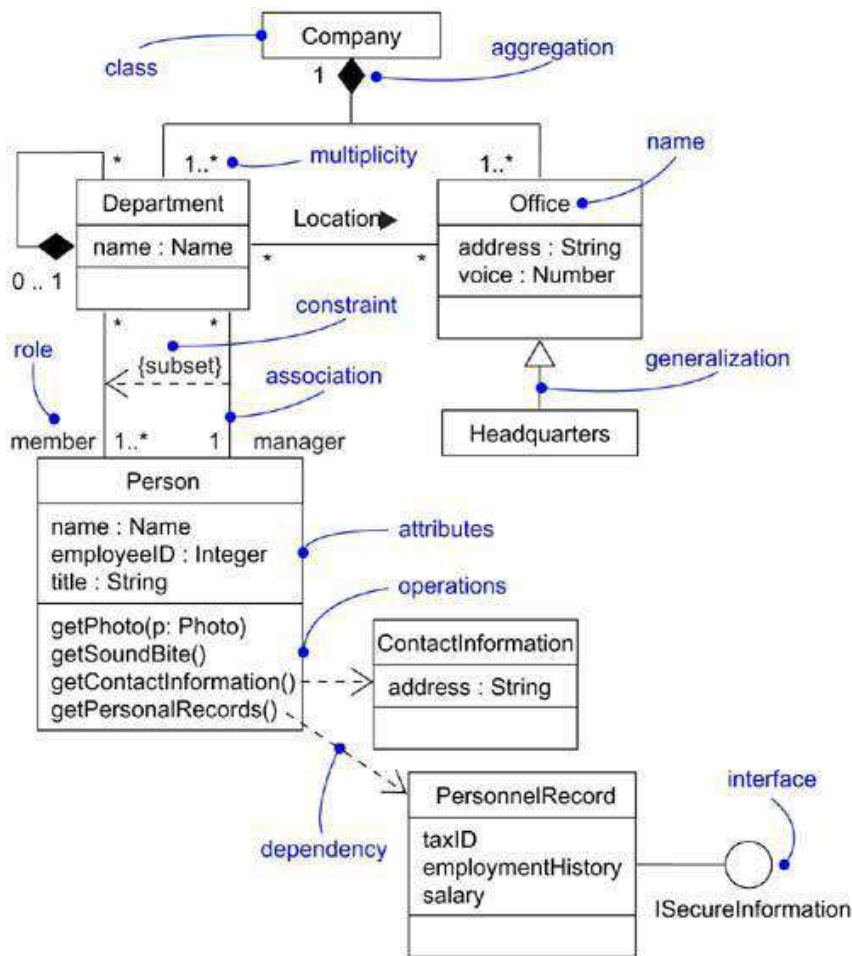 Company
class
1
aggregation
*
1..*
multiplicity
1..*
name
Department
Office
name : Name
Location
address : String
voice : Number
0 .. 1
*
*
*
*
constraint
role
{subset}
association
generalization
member
1..*
1
manager
Headquarters
Person
name : Name
employeeID : Integer
title : String
attributes
operations
getPhoto(p: Photo)
getSoundBite()
getContactInformation()
getPersonalRecords()
ContactInformation
address : String
dependency
PersonnelRecord
taxID
employmentHistory
salary
interface
ISecureInformation